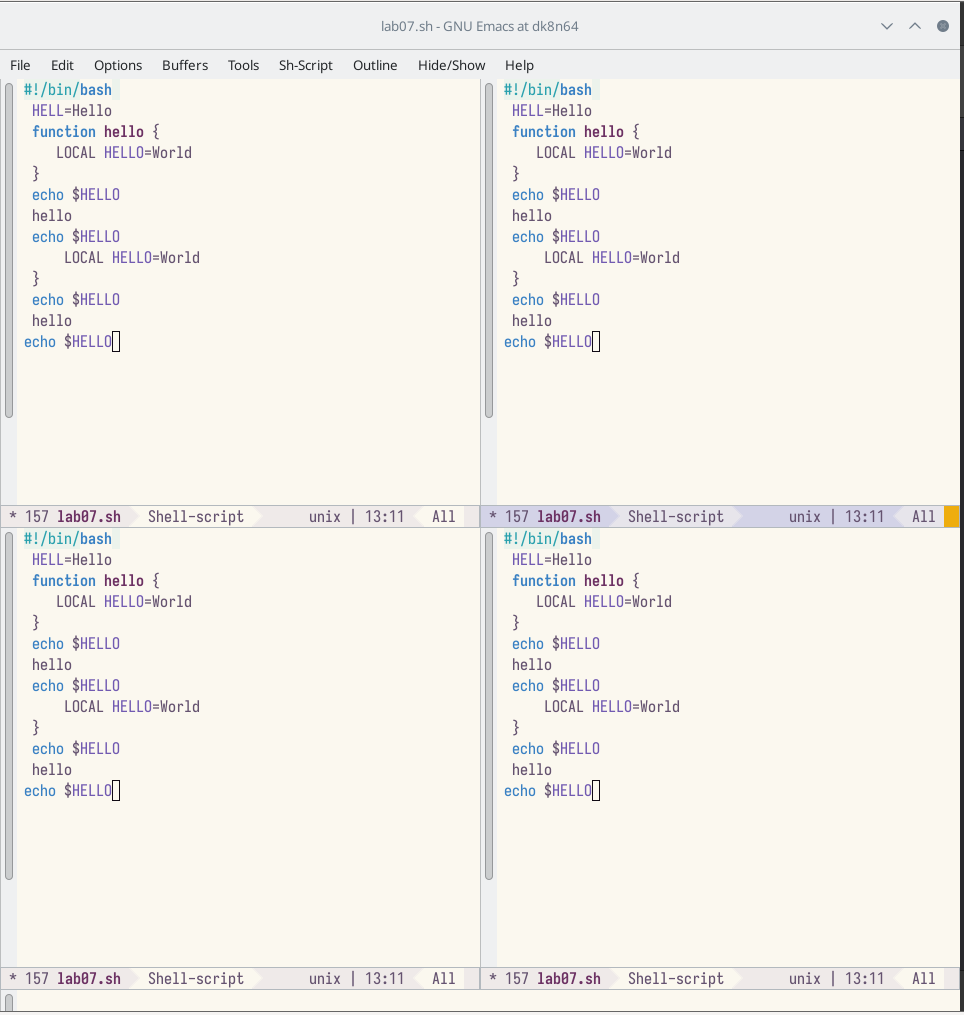 lab07.sh - GNU Emacs at dk8n64
File Edit Options Buffers Tools Sh-Script Outline Hide/Show Help
#!/bin/bash
HELL=Hello
function hello {
LOCAL HELLO=World
}
echo $HELLO
hello
echo $HELLO
LOCAL HELLO=World
}
echo $HELLO
hello
echo $HELLO
* 157 lab07.sh Shell-script unix | 13:11 All
#!/bin/bash
HELL=Hello
function hello {
LOCAL HELLO=World
}
echo $HELLO
hello
echo $HELLO
LOCAL HELLO=World
}
echo $HELLO
hello
echo $HELLO
* 157 lab07.sh Shell-script unix | 13:11 All
#!/bin/bash
HELL=Hello
function hello {
LOCAL HELLO=World
}
echo $HELLO
hello
echo $HELLO
LOCAL HELLO=World
}
echo $HELLO
hello
echo $HELLO
* 157 lab07.sh Shell-script unix | 13:11 All
#!/bin/bash
HELL=Hello
function hello {
LOCAL HELLO=World
}
echo $HELLO
hello
echo $HELLO
LOCAL HELLO=World
}
echo $HELLO
hello
echo $HELLO
* 157 lab07.sh Shell-script unix | 13:11 All